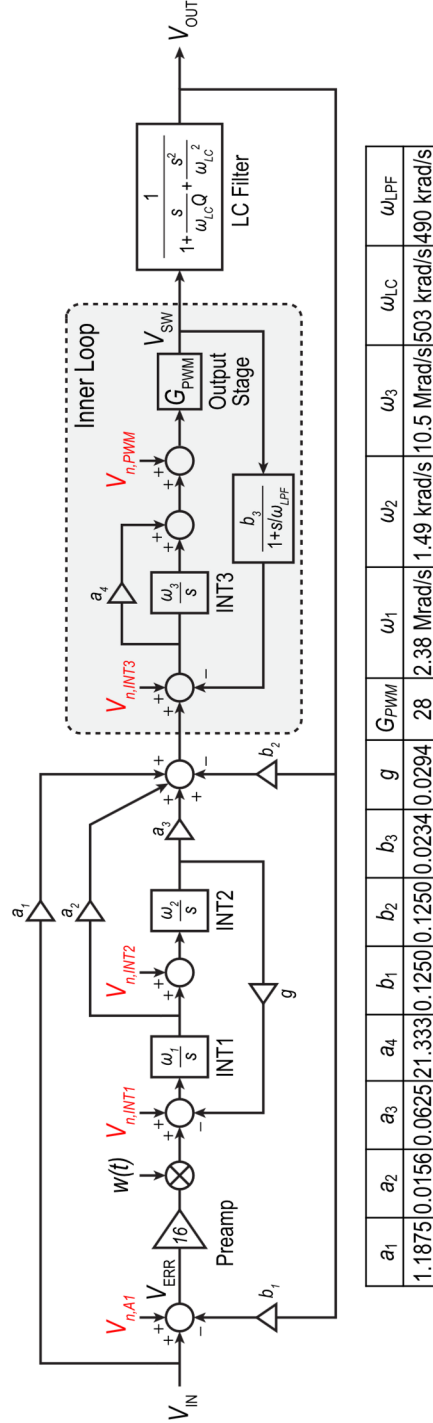 V_IN
V_n,A1
+
+
−
V_ERR
16
Preamp
w(t)
V_n,INT1
+
+
−
ω_1 / s
INT1
a_1
a_2
V_n,INT2
+
+
ω_2 / s
INT2
g
b_1
a_3
+
+
+
−
b_2
Inner Loop
V_n,INT3
+
+
−
a_4
ω_3 / s
INT3
+
+
V_n,PWM
+
+
G_PWM
Output
Stage
V_SW
b_3
1+s/ω_LPF
1
1+ s/(ω_LC Q) + s²/ω_LC²
LC Filter
V_OUT
a_1 a_2 a_3 a_4 b_1 b_2 b_3 g G_PWM ω_1 ω_2 ω_3 ω_LC ω_LPF
1.1875 0.0156 0.0625 21.333 0.1250 0.1250 0.0234 0.0294 28 2.38 Mrad/s 1.49 krad/s 10.5 Mrad/s 503 krad/s 490 krad/s